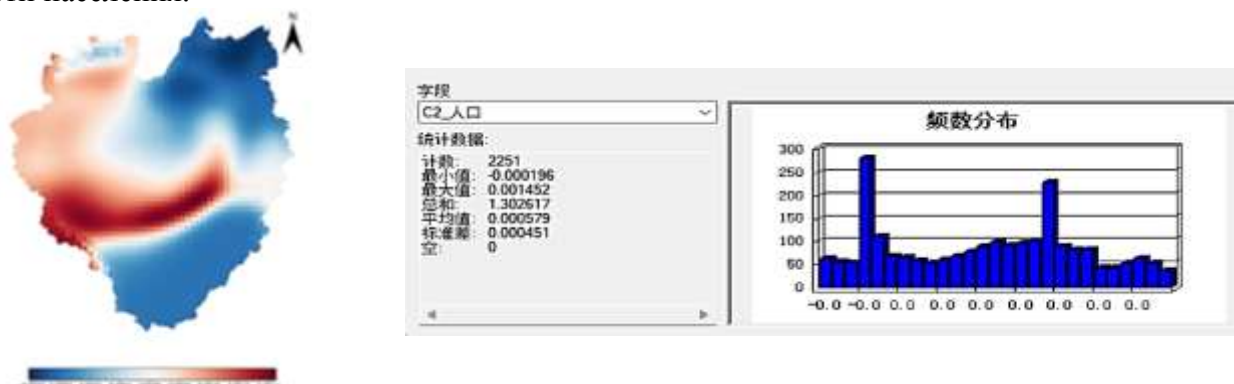 населения.
N
字段
C2_人口
统计数据:
计数: 2251
最小值: -0.000196
最大值: 0.001452
总和: 1.302617
平均值: 0.000579
标准差: 0.000451
空: 0
频数分布
300
250
200
150
100
50
0
-0.0 -0.0 0.0 0.0 0.0 0.0 0.0 0.0 0.0